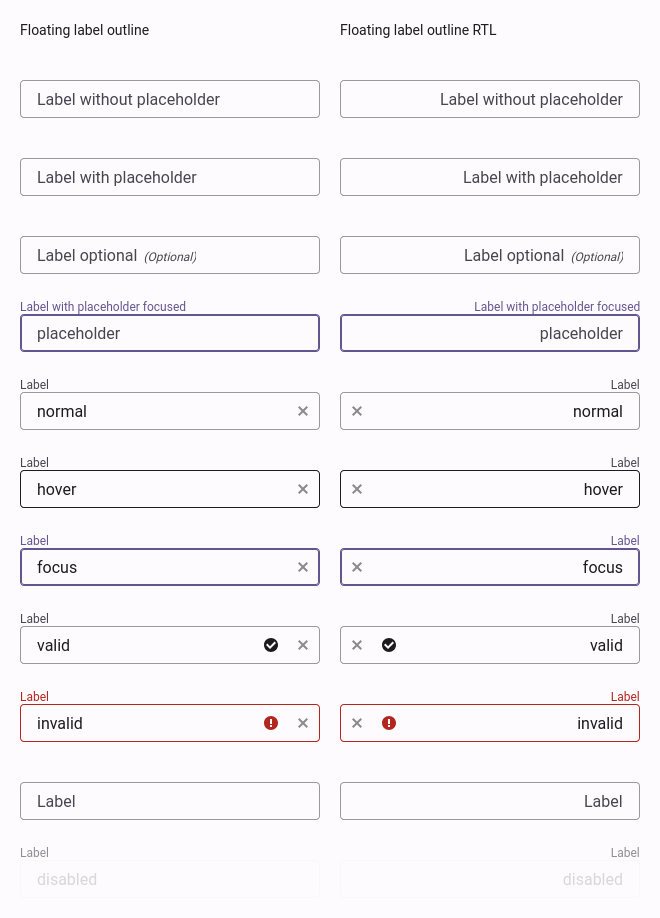 Floating label outline
Floating label outline RTL
Label without placeholder
Label without placeholder
Label with placeholder
Label with placeholder
Label optional (Optional)
Label optional (Optional)
Label with placeholder focused
Label with placeholder focused
placeholder
placeholder
Label
Label
normal
normal
Label
Label
hover
hover
Label
Label
focus
focus
Label
Label
valid
valid
Label
Label
invalid
invalid
Label
Label
Label
Label
disabled
disabled